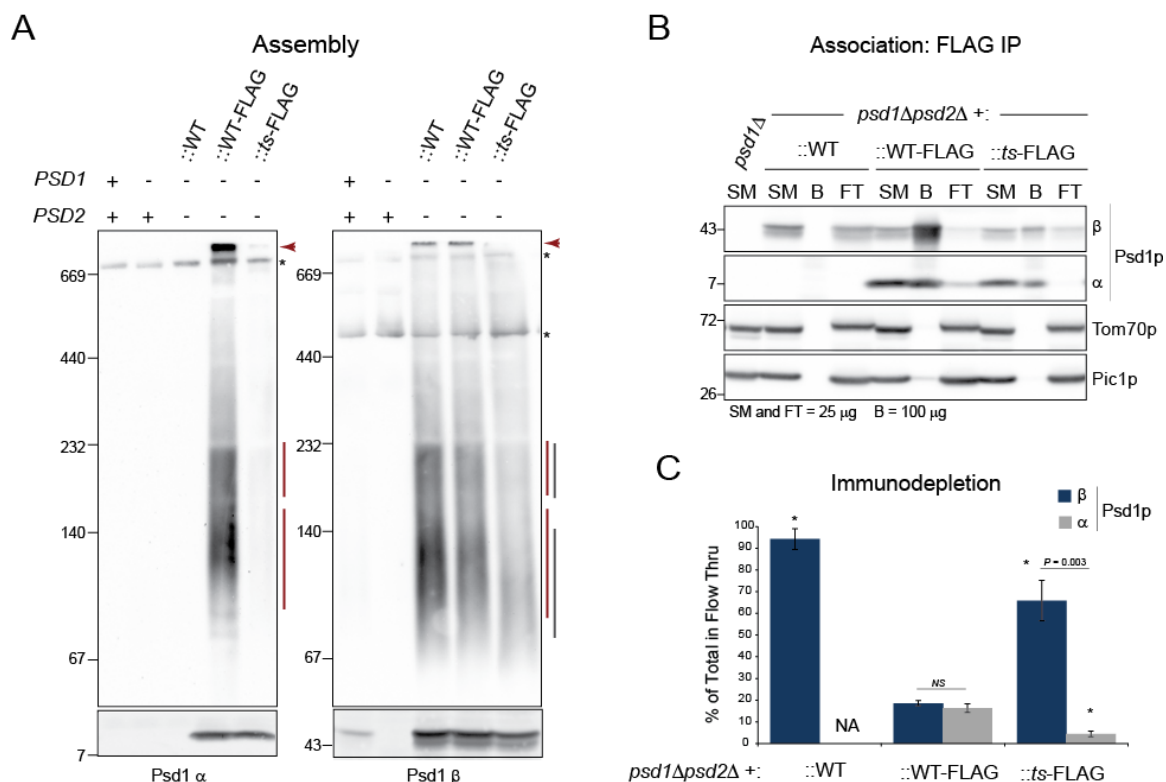 A
Assembly
::WT
::WT-FLAG
::ts-FLAG
::WT
::WT-FLAG
::ts-FLAG
PSD1 + - - - - + - - - -
PSD2 + + - - - + + - - -
669
*
440
232
140
67
7
Psd1 α
669
*
*
440
232
140
67
43
Psd1 β
B
Association: FLAG IP
psd1Δ
psd1Δpsd2Δ +:
::WT ::WT-FLAG ::ts-FLAG
SM SM B FT SM B FT SM B FT
43 β
Psd1p
7 α
72 Tom70p
Pic1p
26
SM and FT = 25 µg B = 100 µg
C
Immunodepletion
β
α
Psd1p
% of Total in Flow Thru
100
90
80
70
60
50
40
30
20
10
0
*
NA
NS
*
P = 0.003
*
psd1Δpsd2Δ +: ::WT ::WT-FLAG ::ts-FLAG